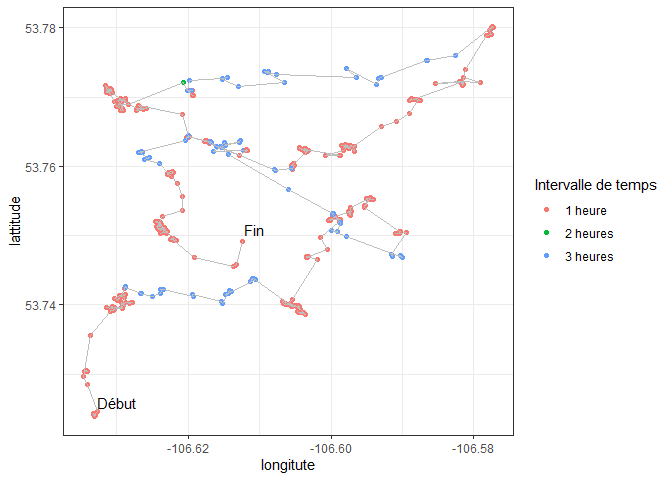 53.78
53.76
53.74
lattitude
Fin
Début
-106.62
-106.60
-106.58
longitute
Intervalle de temps
1 heure
2 heures
3 heures